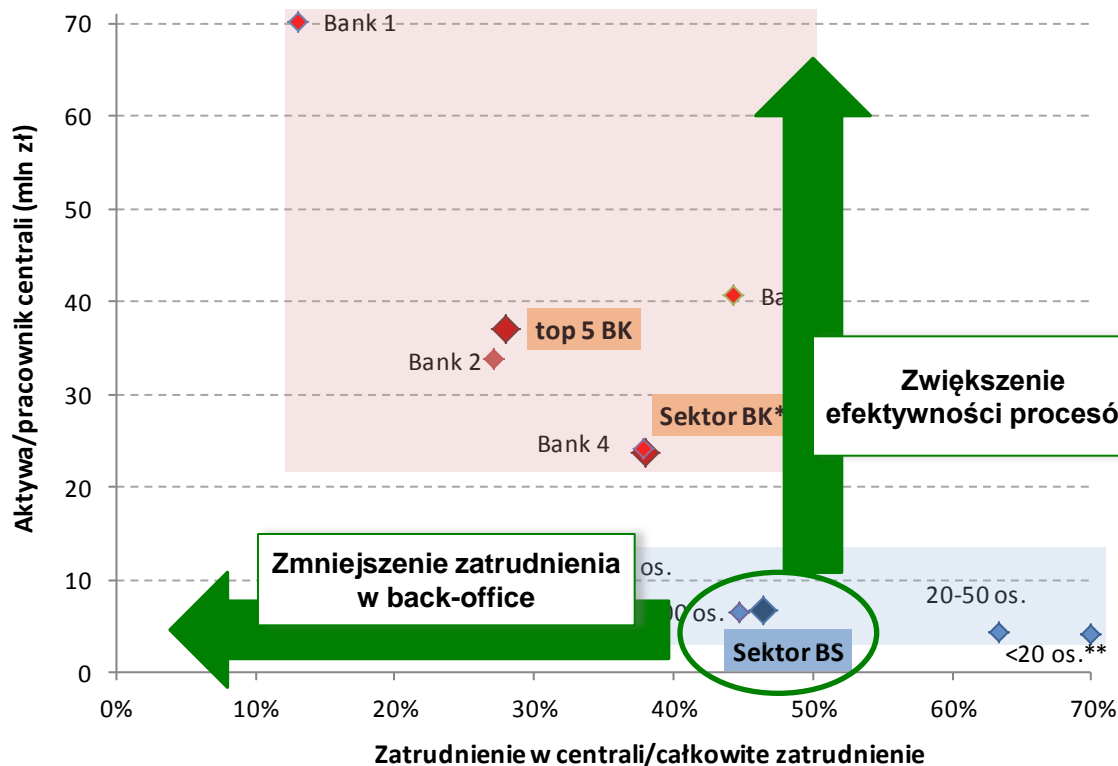 70
60
50
40
30
20
10
0
Aktywa/pracownik centrali (mln zł)
Bank 1
top 5 BK
Bank 2
Sektor BK*
Bank 4
Zwiększenie
efektywności
Zmniejszenie zatrudnienia
w back-office
os.
os.
20-50 os.
<20 os.**
Sektor BS
0% 10% 20% 30% 40% 50% 60% 70%
Zatrudnienie w centrali/całkowite zatrudnienie